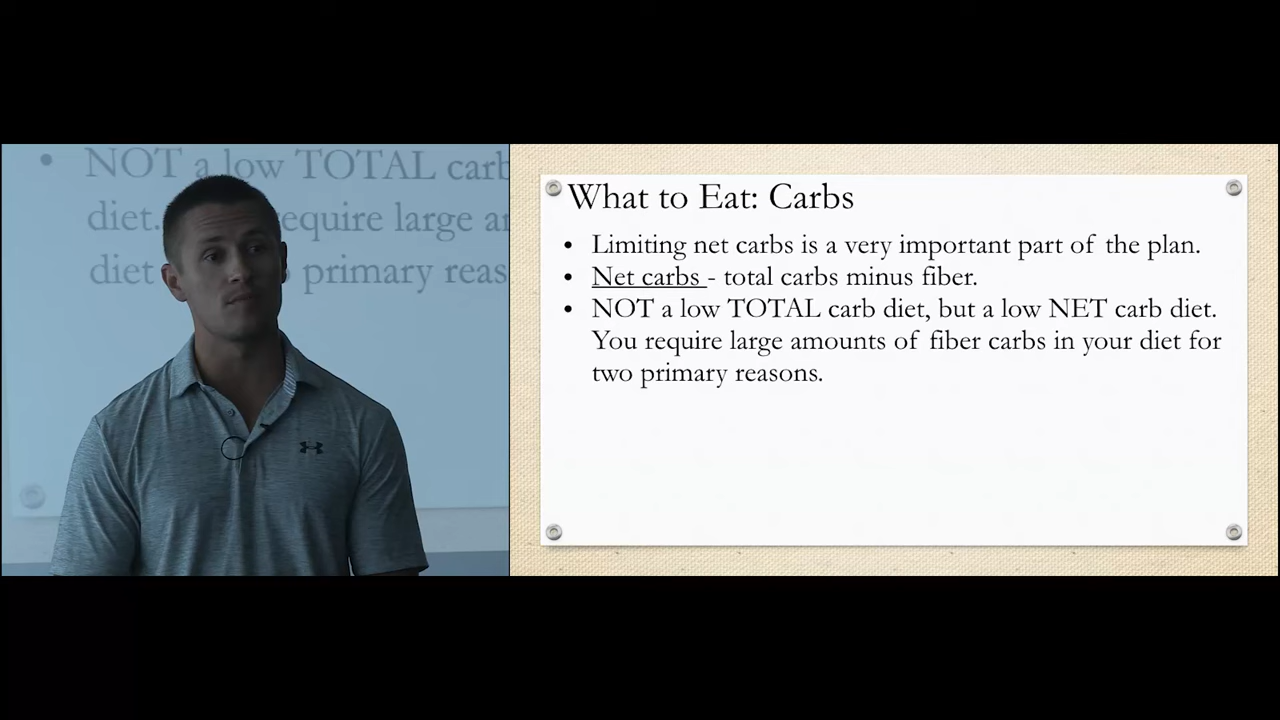 NOT a low TOTAL carb
diet. require large a
diet primary reas
What to Eat: Carbs
• Limiting net carbs is a very important part of the plan.
• Net carbs - total carbs minus fiber.
• NOT a low TOTAL carb diet, but a low NET carb diet.
You require large amounts of fiber carbs in your diet for
two primary reasons.